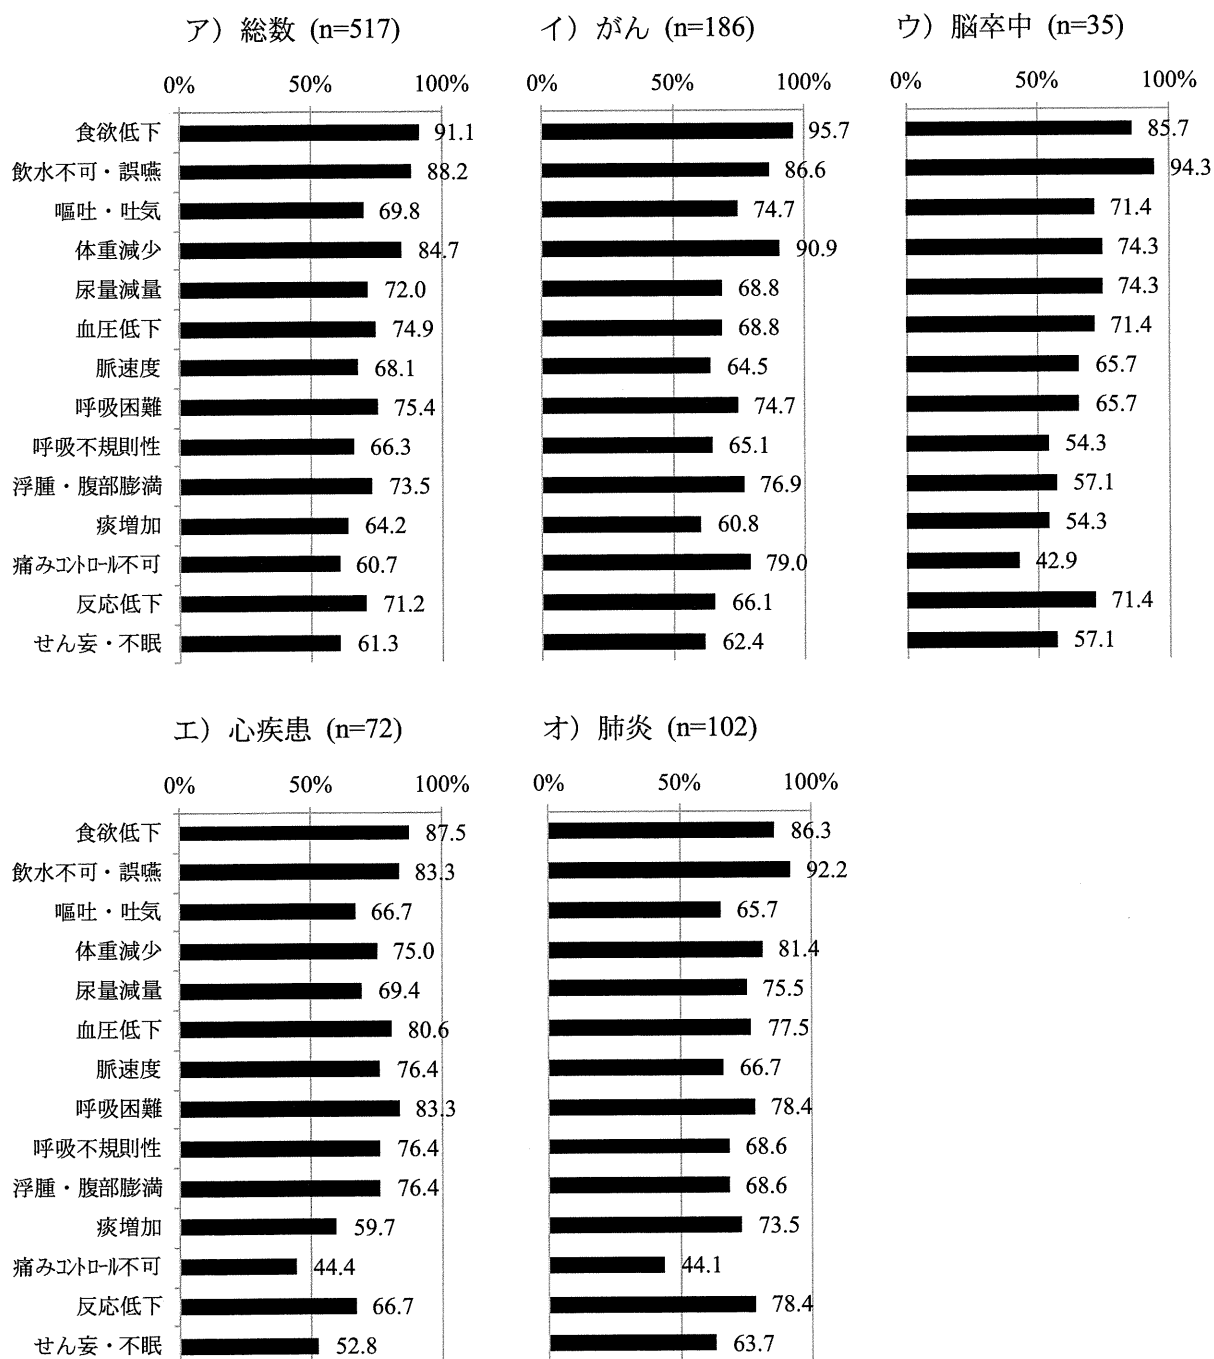 ア）総数 (n=517)
0% 50% 100%
食欲低下 91.1
飲水不可・誤嚥 88.2
嘔吐・吐気 69.8
体重減少 84.7
尿量減量 72.0
血圧低下 74.9
脈速度 68.1
呼吸困難 75.4
呼吸不規則性 66.3
浮腫・腹部膨満 73.5
痰増加 64.2
痛みｺﾝﾄﾛｰﾙ不可 60.7
反応低下 71.2
せん妄・不眠 61.3
イ）がん (n=186)
0% 50% 100%
95.7
86.6
74.7
90.9
68.8
68.8
64.5
74.7
65.1
76.9
60.8
79.0
66.1
62.4
ウ）脳卒中 (n=35)
0% 50% 100%
85.7
94.3
71.4
74.3
74.3
71.4
65.7
65.7
54.3
57.1
54.3
42.9
71.4
57.1
エ）心疾患 (n=72)
0% 50% 100%
食欲低下 87.5
飲水不可・誤嚥 83.3
嘔吐・吐気 66.7
体重減少 75.0
尿量減量 69.4
血圧低下 80.6
脈速度 76.4
呼吸困難 83.3
呼吸不規則性 76.4
浮腫・腹部膨満 76.4
痰増加 59.7
痛みｺﾝﾄﾛｰﾙ不可 44.4
反応低下 66.7
せん妄・不眠 52.8
オ）肺炎 (n=102)
0% 50% 100%
86.3
92.2
65.7
81.4
75.5
77.5
66.7
78.4
68.6
68.6
73.5
44.1
78.4
63.7